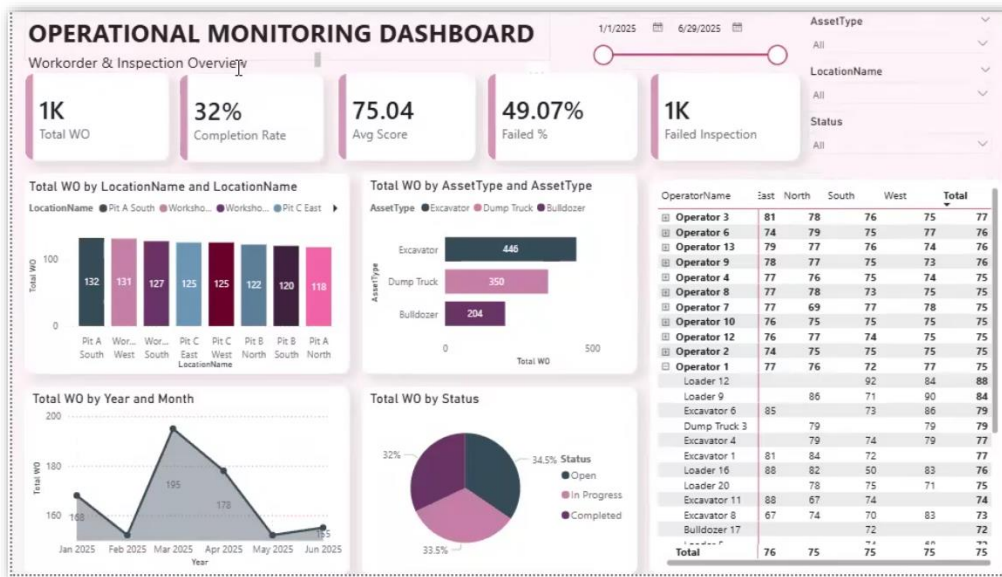 OPERATIONAL MONITORING DASHBOARD
Workorder & Inspection Overview
1/1/2025 6/29/2025
AssetType
All
LocationName
All
Status
All
1K
Total WO
32%
Completion Rate
75.04
Avg Score
49.07%
Failed %
1K
Failed Inspection
Total WO by LocationName and LocationName
LocationName Pit A South Worksho... Worksho... Pit C East
Total WO
100
0
132 131 127 125 125 122 120 118
Pit A South
Wor... West
Wor... South
Pit C East
Pit C West
Pit B North
Pit B South
Pit A North
LocationName
Total WO by AssetType and AssetType
AssetType Excavator Dump Truck Bulldozer
AssetType
Excavator 446
Dump Truck 350
Bulldozer 204
0 500
Total WO
Total WO by Year and Month
Total WO
200
180
160
168 195 178 155
Jan 2025 Feb 2025 Mar 2025 Apr 2025 May 2025 Jun 2025
Year
Total WO by Status
32%
34.5%
33.5%
Status
Open
In Progress
Completed
OperatorName East North South West Total
Operator 3 81 78 76 75 77
Operator 6 74 79 75 77 76
Operator 13 79 77 76 74 76
Operator 9 78 77 75 73 76
Operator 4 77 76 75 74 75
Operator 8 77 78 73 75 75
Operator 7 77 69 77 78 75
Operator 10 76 75 75 75 75
Operator 12 76 77 74 75 75
Operator 2 74 75 75 75 75
Operator 1 77 76 72 77 75
Loader 12 92 84 88
Loader 9 86 71 90 84
Excavator 6 85 73 86 79
Dump Truck 3 79 79 79
Excavator 4 79 74 79 77
Excavator 1 81 84 72 77
Loader 16 88 82 50 83 76
Loader 20 78 75 71 75
Excavator 11 88 67 74 74
Excavator 8 67 74 70 83 73
Bulldozer 17 72 72
Total 76 75 75 75 75